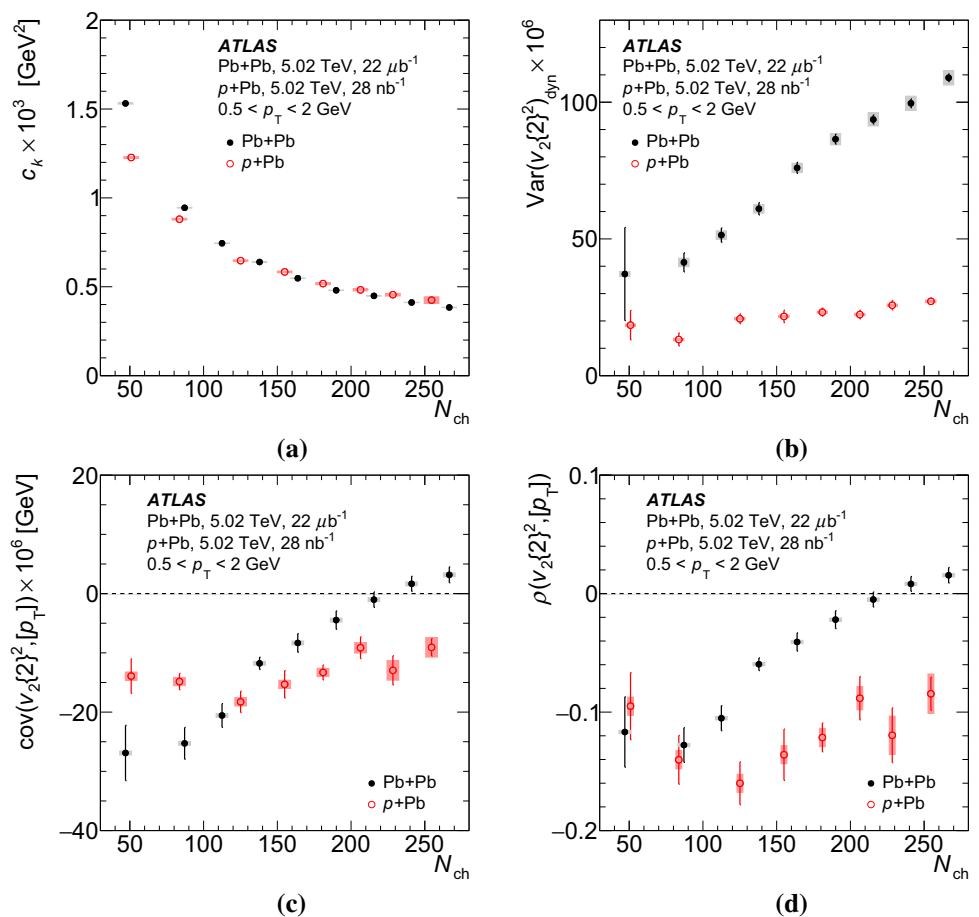 c_k × 10³ [GeV²]
2
1.5
1
0.5
0
ATLAS
Pb+Pb, 5.02 TeV, 22 μb⁻¹
p+Pb, 5.02 TeV, 28 nb⁻¹
0.5 < p_T < 2 GeV
Pb+Pb
p+Pb
50 100 150 200 250
N_ch
(a)
Var(v₂{2}²)_dyn × 10⁶
100
50
0
ATLAS
Pb+Pb, 5.02 TeV, 22 μb⁻¹
p+Pb, 5.02 TeV, 28 nb⁻¹
0.5 < p_T < 2 GeV
Pb+Pb
p+Pb
50 100 150 200 250
N_ch
(b)
cov(v₂{2}²,[p_T]) × 10⁶ [GeV]
20
0
−20
−40
ATLAS
Pb+Pb, 5.02 TeV, 22 μb⁻¹
p+Pb, 5.02 TeV, 28 nb⁻¹
0.5 < p_T < 2 GeV
Pb+Pb
p+Pb
50 100 150 200 250
N_ch
(c)
ρ(v₂{2}²,[p_T])
0.1
0
−0.1
−0.2
ATLAS
Pb+Pb, 5.02 TeV, 22 μb⁻¹
p+Pb, 5.02 TeV, 28 nb⁻¹
0.5 < p_T < 2 GeV
Pb+Pb
p+Pb
50 100 150 200 250
N_ch
(d)